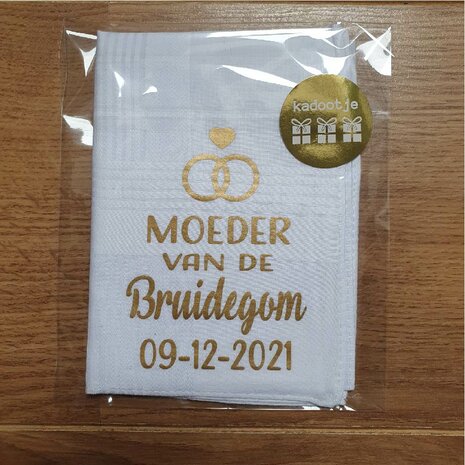 kadootje
MOEDER
VAN DE
Bruidegom
09-12-2021